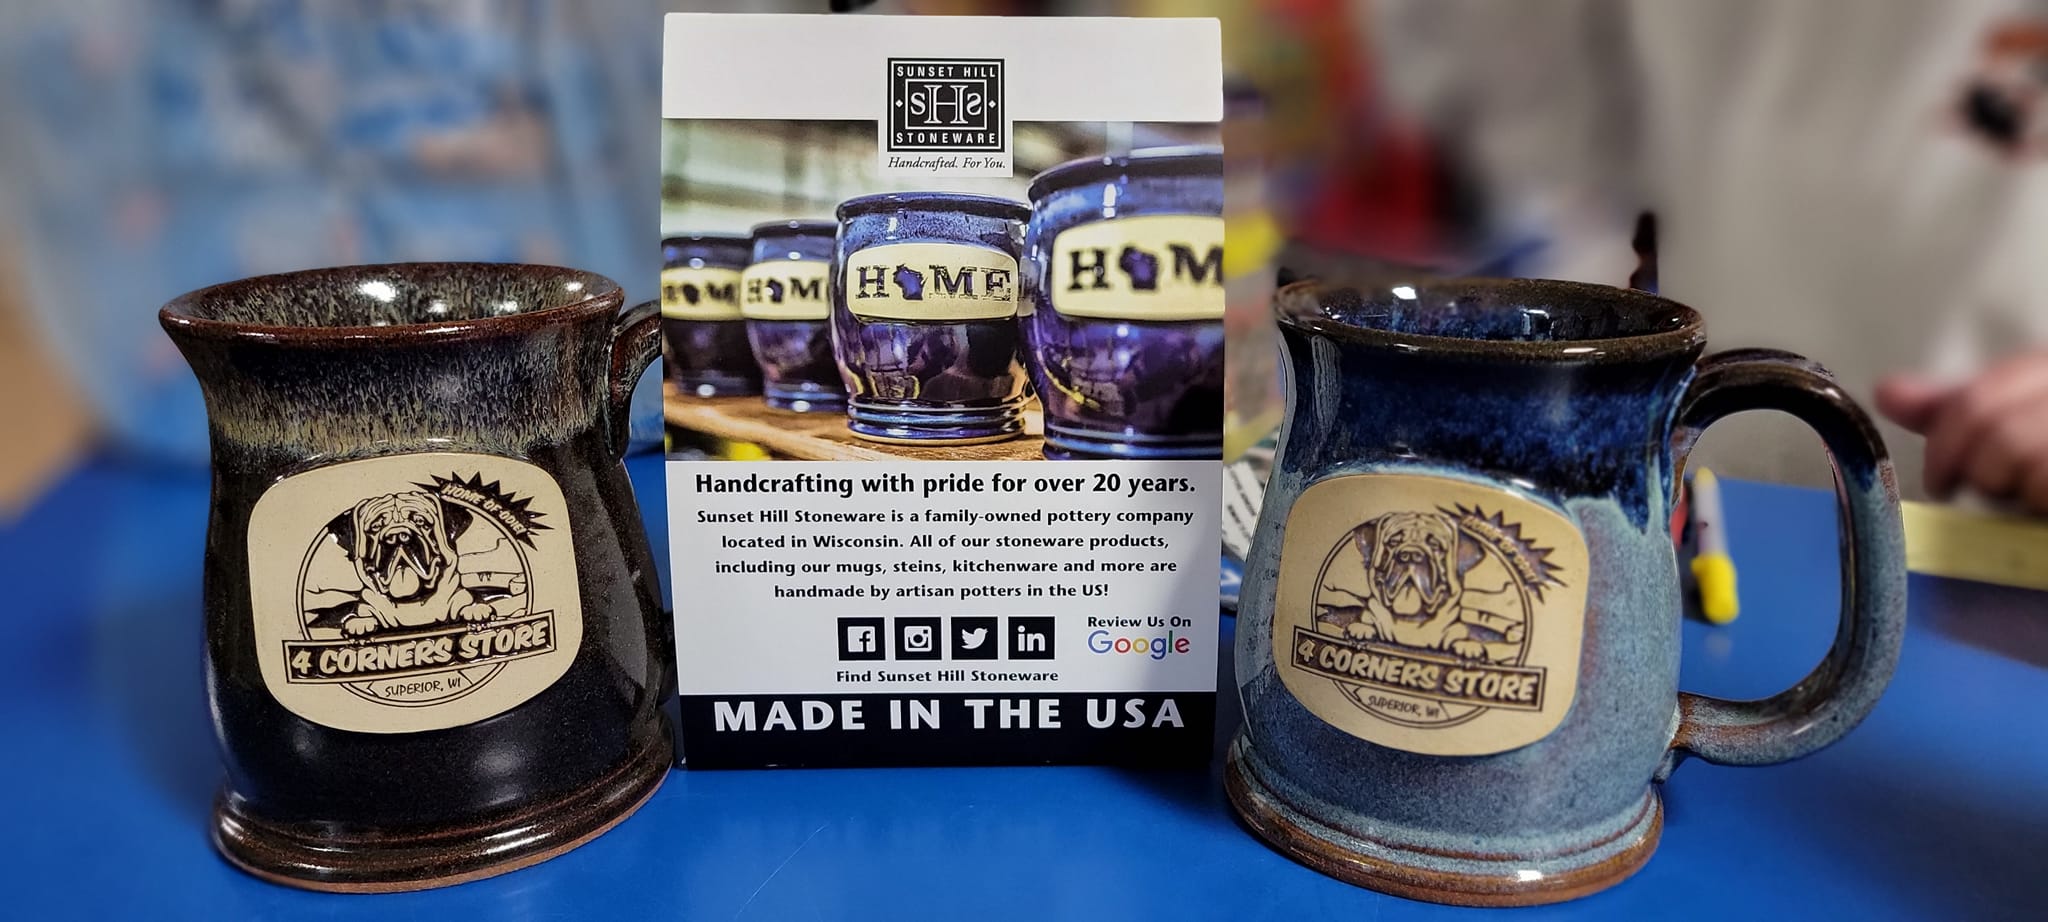 SUNSET HILL
SHS
STONEWARE
Handcrafted. For You.
HOME
HOME
HOME
HOM
Handcrafting with pride for over 20 years.
Sunset Hill Stoneware is a family-owned pottery company
located in Wisconsin. All of our stoneware products,
including our mugs, steins, kitchenware and more are
handmade by artisan potters in the US!
Review Us On
Google
Find Sunset Hill Stoneware
MADE IN THE USA
4 CORNERS STORE
SUPERIOR, WI
4 CORNERS STORE
SUPERIOR, WI